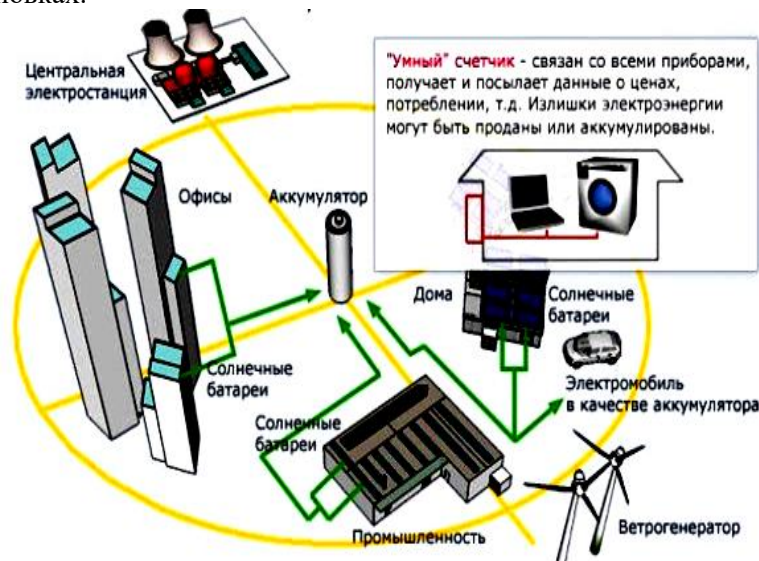 "Умный" счетчик - связан со всеми приборами,
получает и посылает данные о ценах,
потреблении, т.д. Излишки электроэнергии
могут быть проданы или аккумулированы.
Центральная
электростанция
Офисы
Аккумулятор
Дома
Солнечные
батареи
Солнечные
батареи
Электромобиль
в качестве аккумулятора
Солнечные
батареи
Промышленность
Ветрогенератор